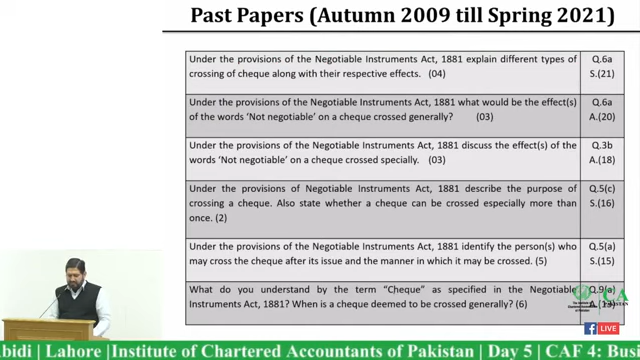 Past Papers (Autumn 2009 till Spring 2021)
Under the provisions of the Negotiable Instruments Act, 1881 explain different types Q.6a
of crossing of cheque along with their respective effects. (04) S.(21)
Under the provisions of the Negotiable Instruments Act, 1881 what would be the effect(s) Q.6a
of the words ‘Not negotiable’ on a cheque crossed generally? (03) A.(20)
Under the provisions of the Negotiable Instruments Act, 1881 discuss the effect(s) of the Q.3b
words ‘Not negotiable’ on a cheque crossed specially. (03) A.(18)
Under the provisions of Negotiable Instruments Act, 1881 describe the purpose of Q.5(c)
crossing a cheque. Also state whether a cheque can be crossed especially more than S.(16)
once. (2)
Under the provisions of the Negotiable Instruments Act, 1881 identify the person(s) who Q.5(a)
may cross the cheque after its issue and the manner in which it may be crossed. (5) S.(15)
What do you understand by the term “Cheque” as specified in the Negotiable Q.9(a)
Instruments Act, 1881? When is a cheque deemed to be crossed generally? (6)
CA
PAKISTAN
LIVE
bidi | Lahore |Institute of Chartered Accountants of Pakistan | Day 5 | CAF 4: Busi